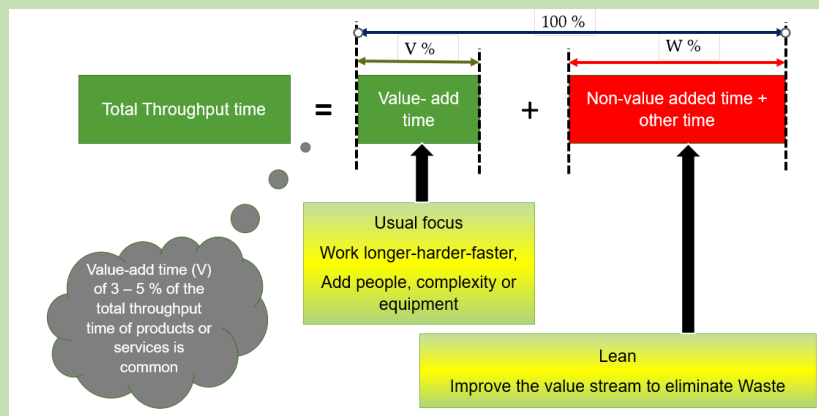 100 %
V %
W %
Total Throughput time
=
Value- add
time
+
Non-value added time +
other time
Usual focus
Work longer-harder-faster,
Add people, complexity or
equipment
Value-add time (V)
of 3 – 5 % of the
total throughput
time of products or
services is
common
Lean
Improve the value stream to eliminate Waste